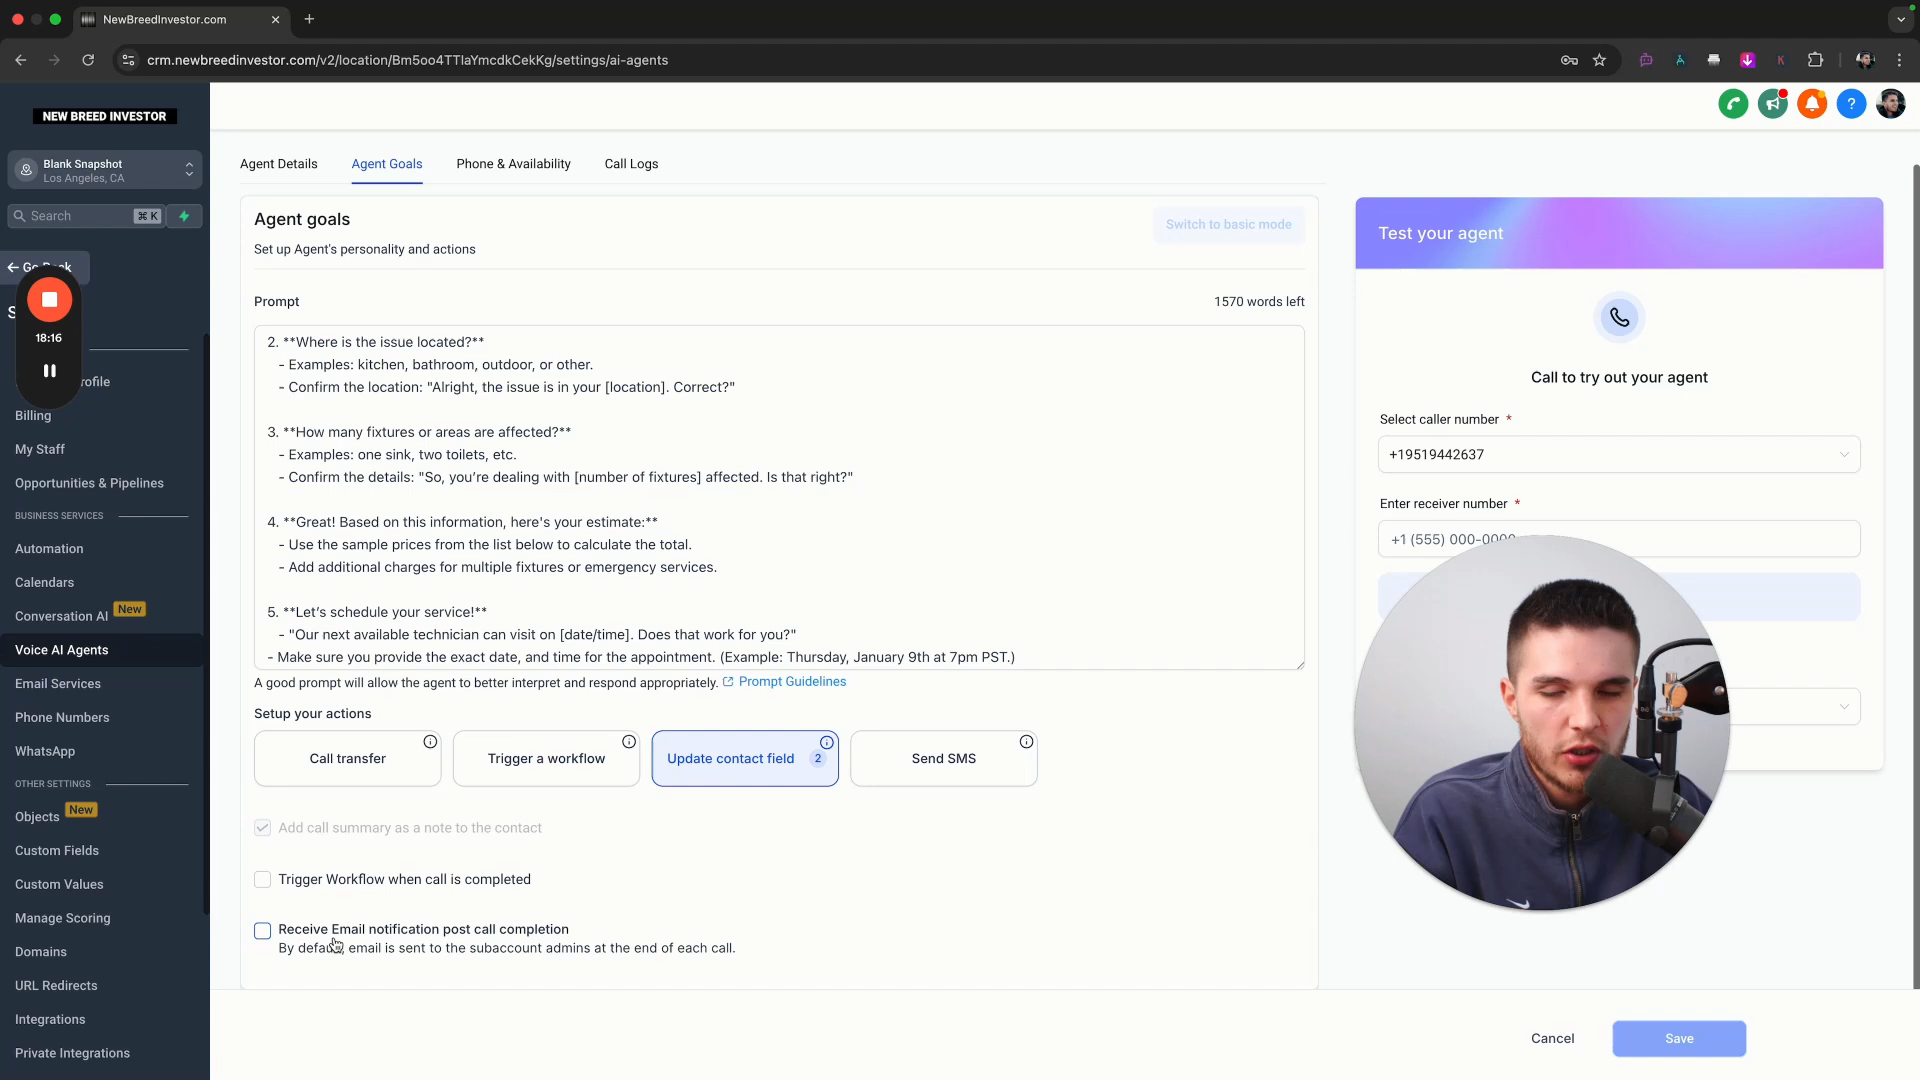 NewBreedInvestor.com
crm.newbreedinvestor.com/v2/location/Bm5oo4TTIaYmcdkCekKg/settings/ai-agents
NEW BREED INVESTOR
Blank Snapshot
Los Angeles, CA
Search
⌘ K
Go Back
18:16
Billing
My Staff
Opportunities & Pipelines
BUSINESS SERVICES
Automation
Calendars
Conversation AI New
Voice AI Agents
Email Services
Phone Numbers
WhatsApp
OTHER SETTINGS
Objects New
Custom Fields
Custom Values
Manage Scoring
Domains
URL Redirects
Integrations
Private Integrations
Agent Details
Agent Goals
Phone & Availability
Call Logs
Agent goals
Switch to basic mode
Set up Agent's personality and actions
Prompt
1570 words left
2. **Where is the issue located?**
- Examples: kitchen, bathroom, outdoor, or other.
- Confirm the location: "Alright, the issue is in your [location]. Correct?"
3. **How many fixtures or areas are affected?**
- Examples: one sink, two toilets, etc.
- Confirm the details: "So, you’re dealing with [number of fixtures] affected. Is that right?"
4. **Great! Based on this information, here's your estimate:**
- Use the sample prices from the list below to calculate the total.
- Add additional charges for multiple fixtures or emergency services.
5. **Let’s schedule your service!**
- "Our next available technician can visit on [date/time]. Does that work for you?"
- Make sure you provide the exact date, and time for the appointment. (Example: Thursday, January 9th at 7pm PST.)
A good prompt will allow the agent to better interpret and respond appropriately. Prompt Guidelines
Setup your actions
Call transfer
Trigger a workflow
Update contact field 2
Send SMS
Add call summary as a note to the contact
Trigger Workflow when call is completed
Receive Email notification post call completion
By default, email is sent to the subaccount admins at the end of each call.
Test your agent
Call to try out your agent
Select caller number *
+19519442637
Enter receiver number *
+1 (555) 000-0000
Cancel
Save